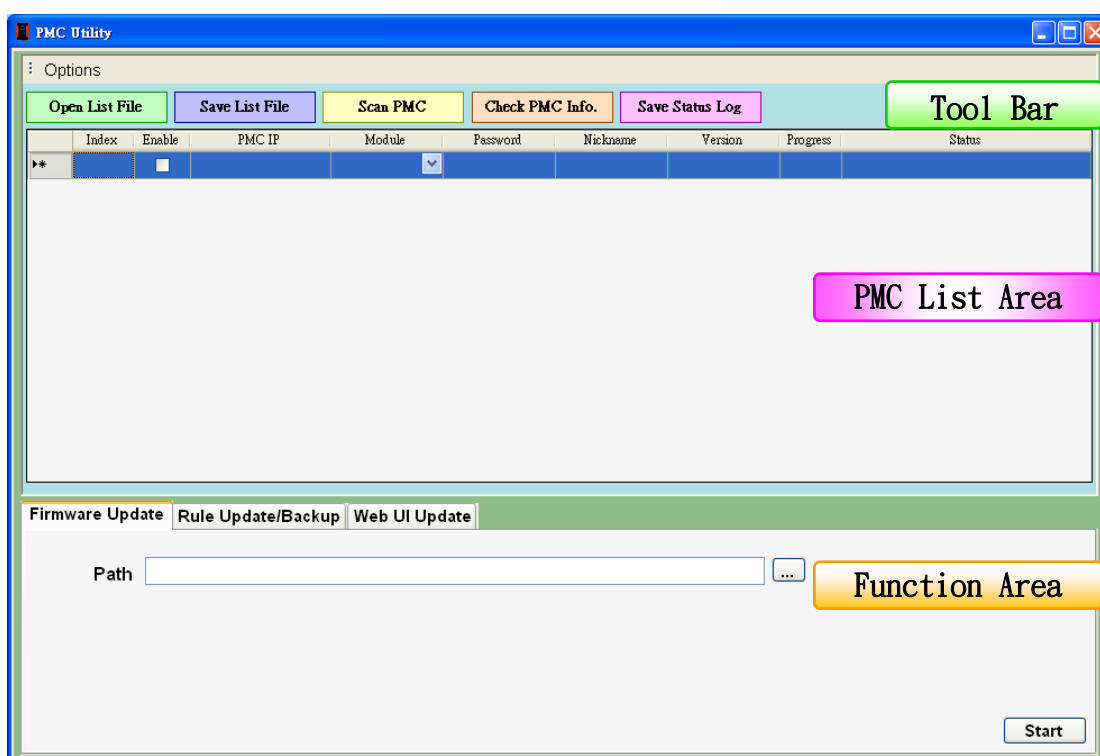 PMC Utility
Options
Open List File Save List File Scan PMC Check PMC Info. Save Status Log Tool Bar
Index Enable PMC IP Module Password Nickname Version Progress Status
PMC List Area
Firmware Update Rule Update/Backup Web UI Update
Path ... Function Area
Start